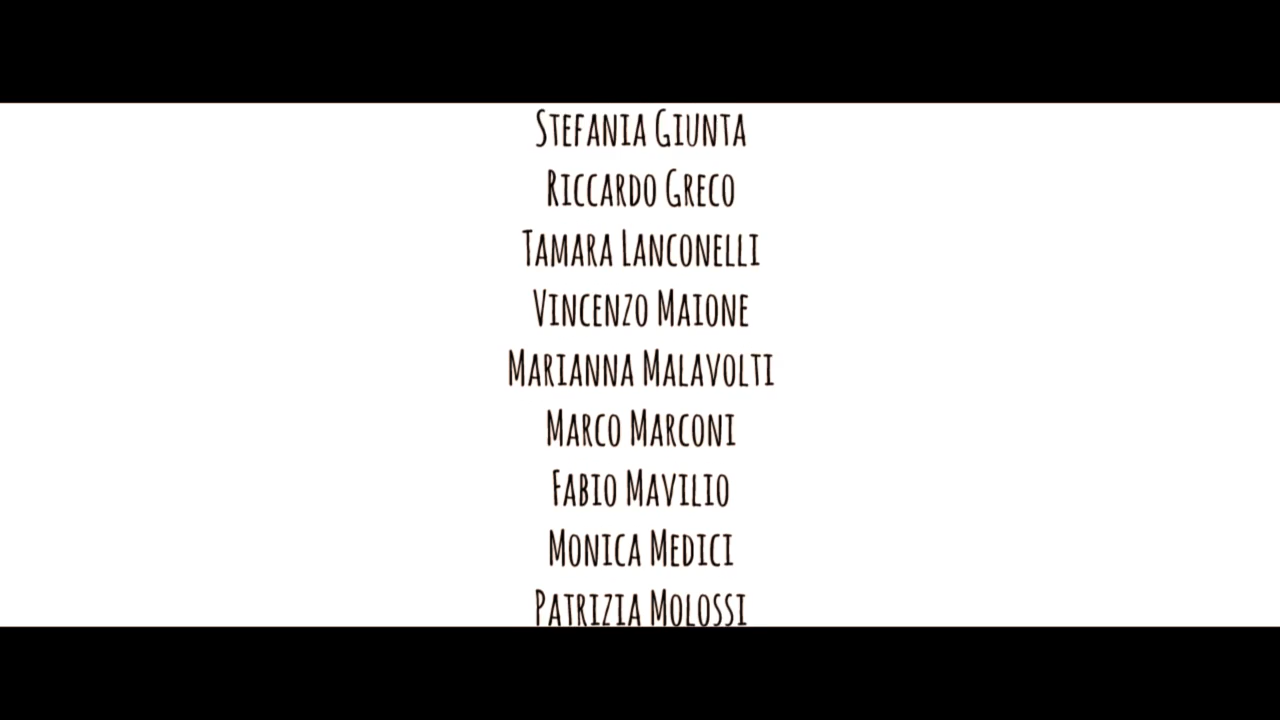 Stefania Giunta
Riccardo Greco
Tamara Lanconelli
Vincenzo Maione
Marianna Malavolti
Marco Marconi
Fabio Mavilio
Monica Medici
Patrizia Molossi